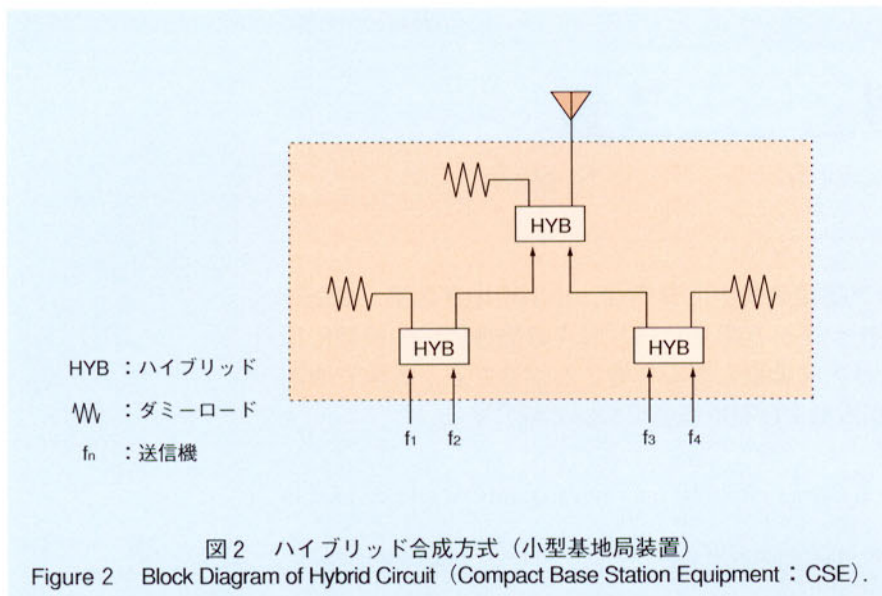 HYB
HYB
HYB
HYB ：ハイブリッド
：ダミーロード
fn ：送信機
f1 f2 f3 f4
図2 ハイブリッド合成方式（小型基地局装置）
Figure 2 Block Diagram of Hybrid Circuit（Compact Base Station Equipment：CSE）.